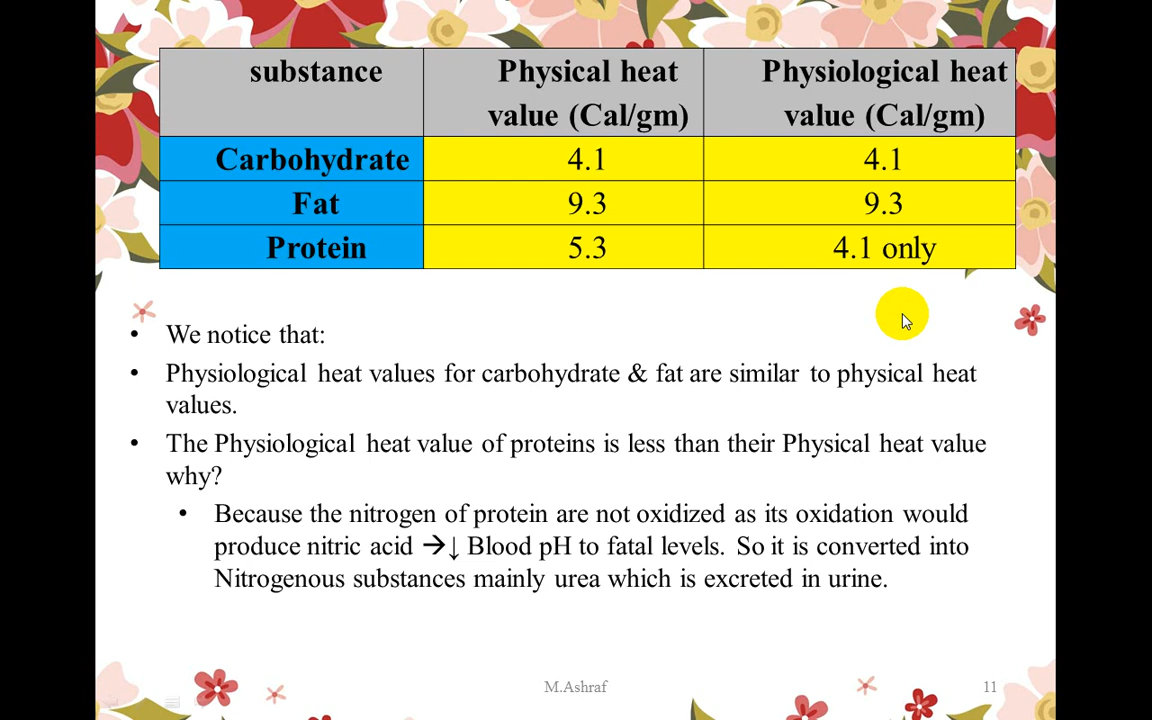 substance Physical heat Physiological heat
value (Cal/gm) value (Cal/gm)
Carbohydrate 4.1 4.1
Fat 9.3 9.3
Protein 5.3 4.1 only
• We notice that:
• Physiological heat values for carbohydrate & fat are similar to physical heat
values.
• The Physiological heat value of proteins is less than their Physical heat value
why?
• Because the nitrogen of protein are not oxidized as its oxidation would
produce nitric acid →↓ Blood pH to fatal levels. So it is converted into
Nitrogenous substances mainly urea which is excreted in urine.
M.Ashraf 11